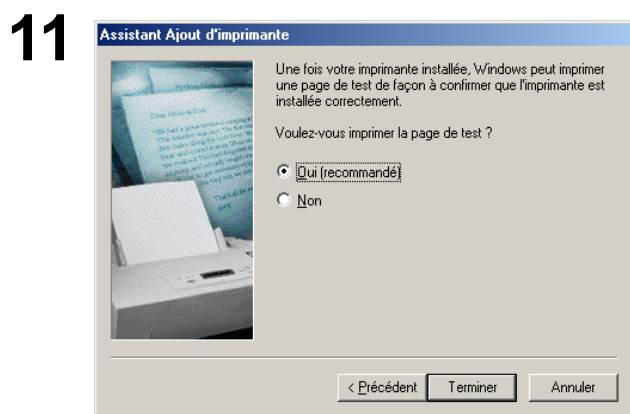 11
Assistant Ajout d'imprimante
Une fois votre imprimante installée, Windows peut imprimer
une page de test de façon à confirmer que l'imprimante est
installée correctement.
Voulez-vous imprimer la page de test ?
Oui (recommandé)
Non
< Précédent
Terminer
Annuler